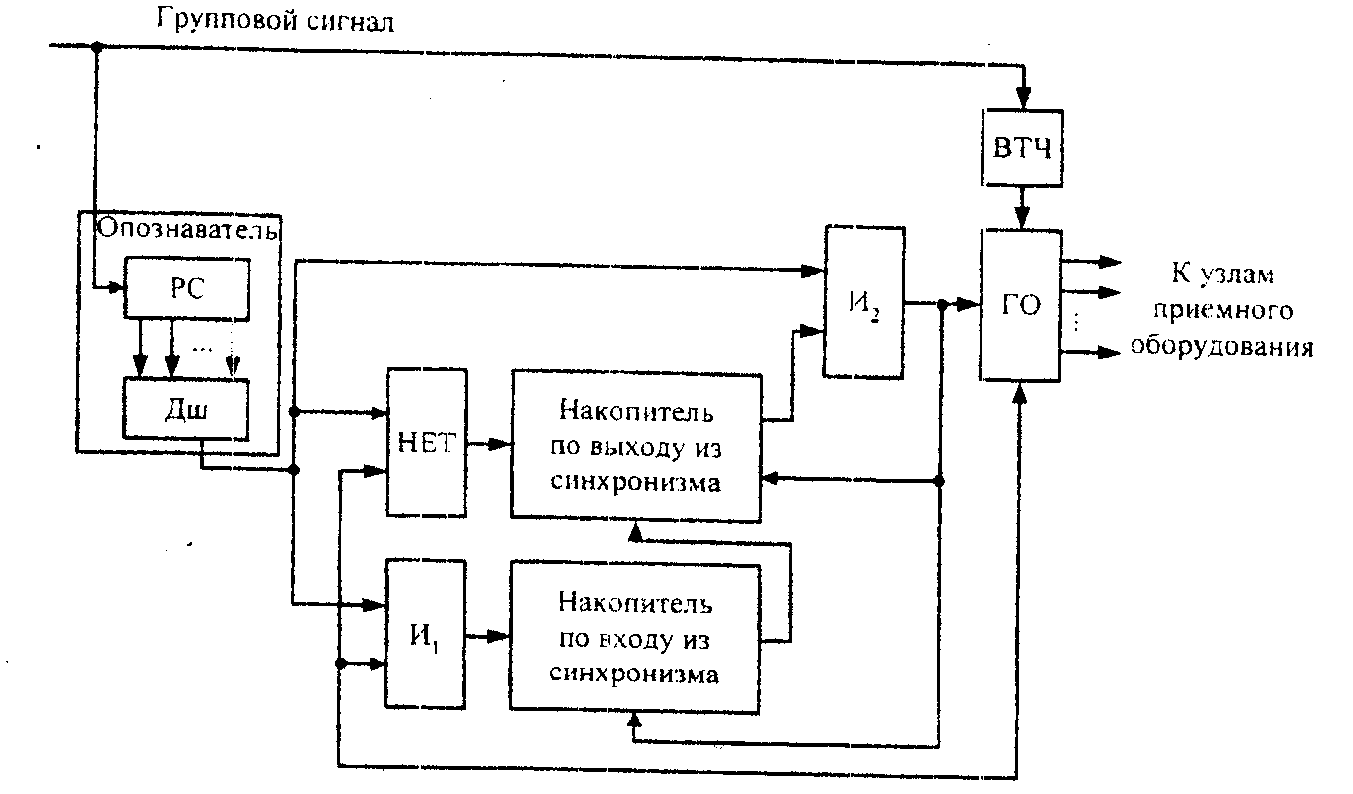 Групповой сигнал
ВТЧ
Опознаватель
РС
...
Дш
И₂
ГО
К узлам
приемного
оборудования
НЕТ
Накопитель
по выходу из
синхронизма
И₁
Накопитель
по входу из
синхронизма